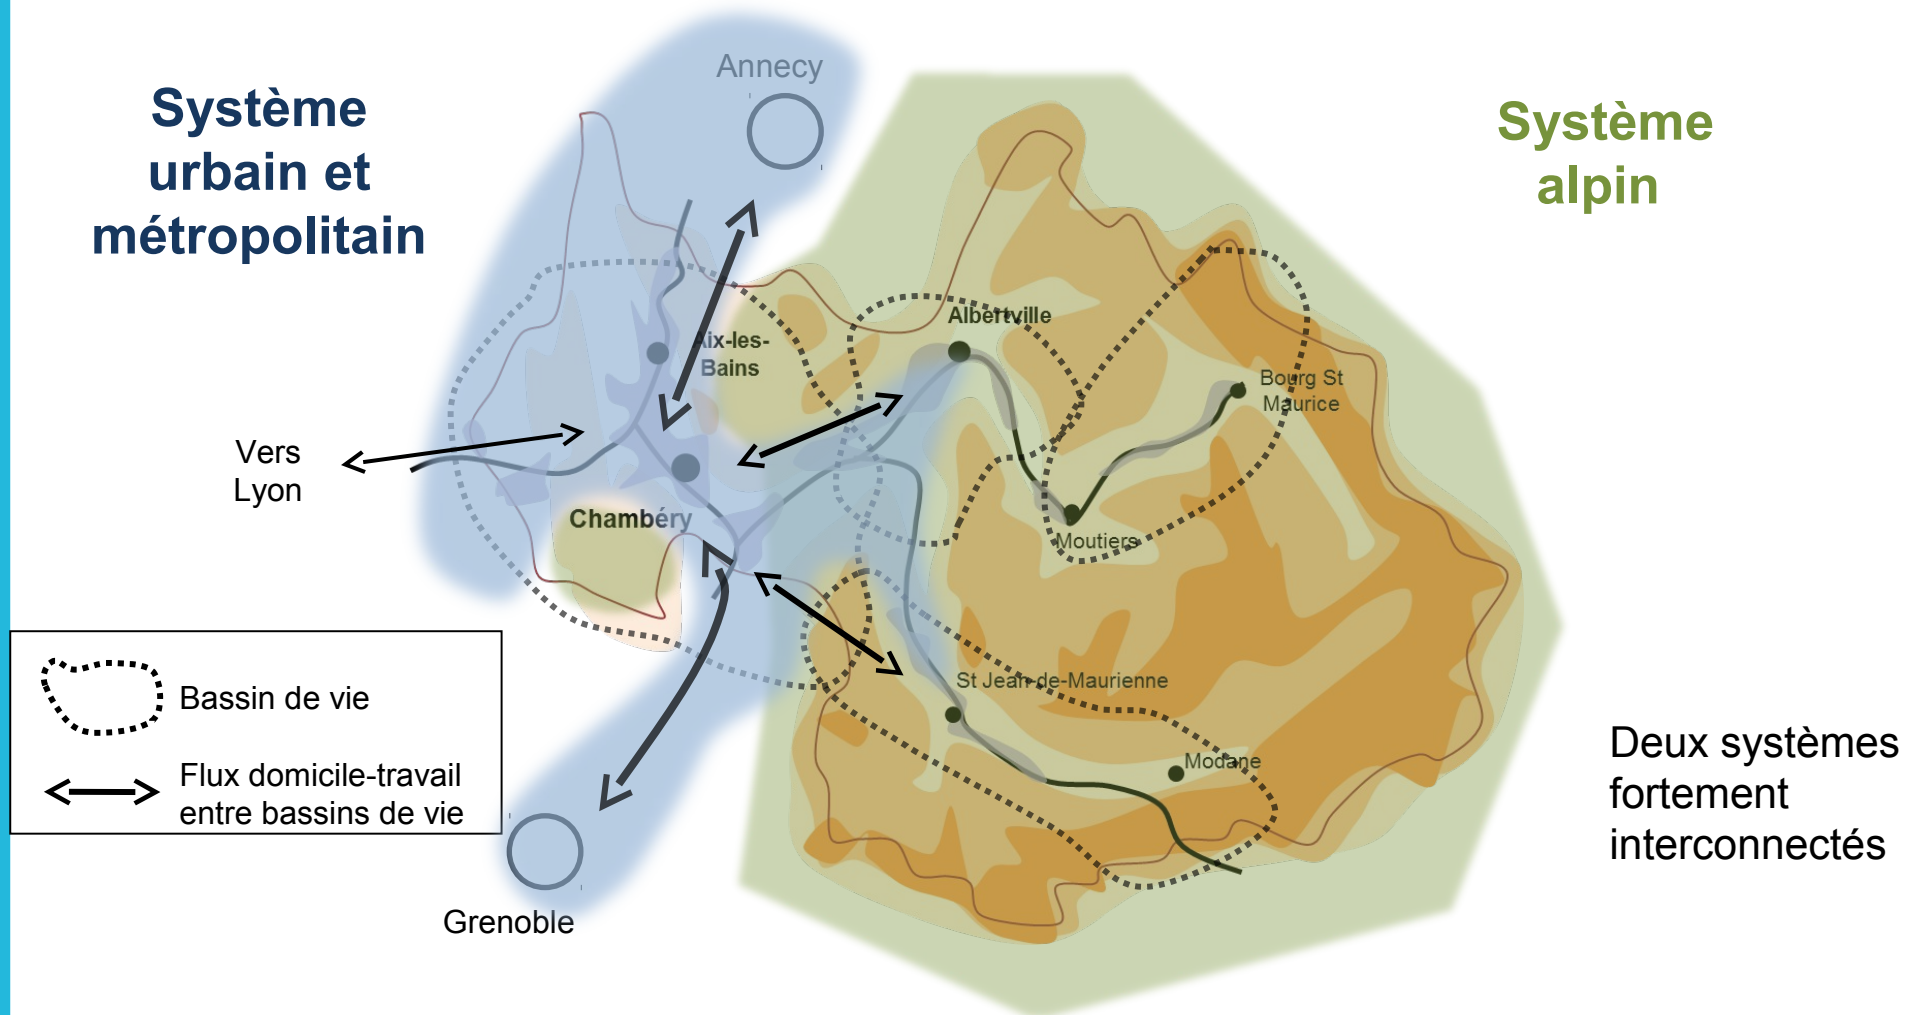 Système
urbain et
métropolitain
Annecy
Système
alpin
Aix-les-
Bains
Albertville
Bourg St
Maurice
Vers
Lyon
Chambéry
Moutiers
St Jean-de-Maurienne
Modane
Bassin de vie
Flux domicile-travail
entre bassins de vie
Grenoble
Deux systèmes
fortement
interconnectés